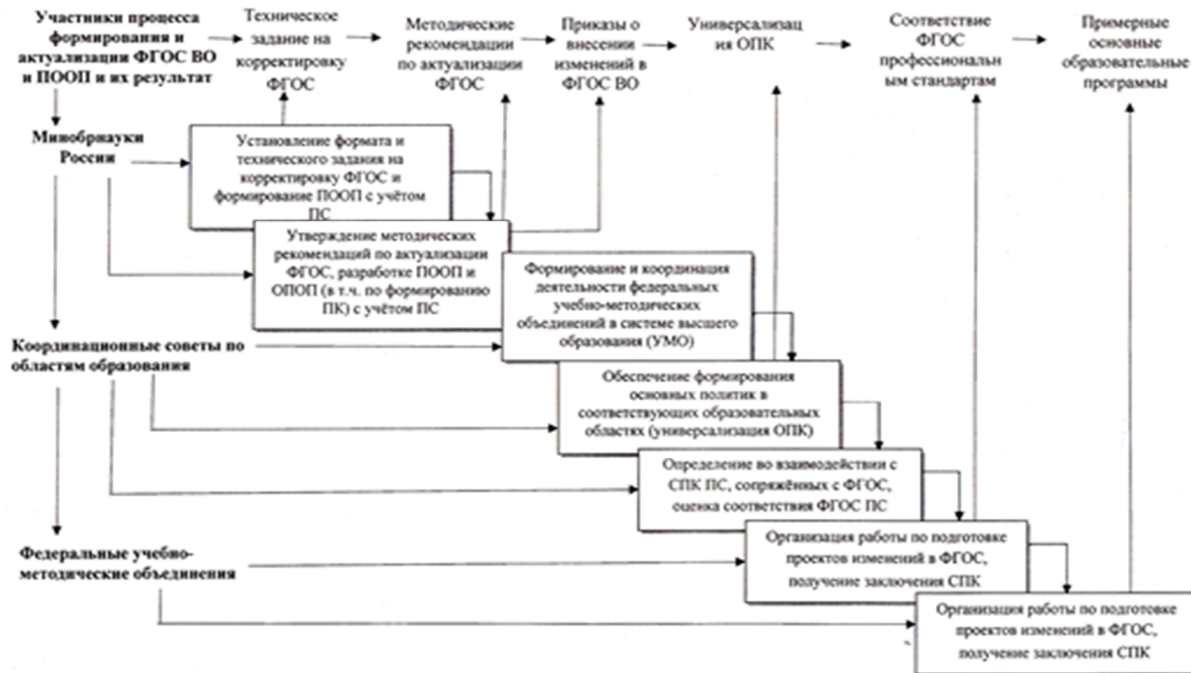 Участники процесса
формирования и
актуализации ФГОС ВО
и ПООП и их результат
Техническое
задание на
корректировку
ФГОС
Методические
рекомендации
по актуализации
ФГОС
Приказы о
внесении
изменений в
ФГОС ВО
Универсализац
ия ОПК
Соответствие
ФГОС
профессиональн
ым стандартам
Примерные
основные
образовательные
программы
Минобрнауки
России
Установление формата и
технического задания на
корректировку ФГОС и
формирование ПООП с учётом
ПС
Утверждение методических
рекомендаций по актуализации
ФГОС, разработке ПООП и
ОПОП (в т.ч. по формированию
ПК) с учётом ПС
Формирование и координация
деятельности федеральных
учебно-методических
объединений в системе высшего
образования (УМО)
Координационные советы по
областям образования
Обеспечение формирования
основных политик в
соответствующих образовательных
областях (универсализация ОПК)
Определение во взаимодействии с
СПК ПС, сопряжённых с ФГОС,
оценка соответствия ФГОС ПС
Федеральные учебно-
методические объединения
Организация работы по подготовке
проектов изменений в ФГОС,
получение заключения СПК
Организация работы по подготовке
проектов изменений в ФГОС,
получение заключения СПК